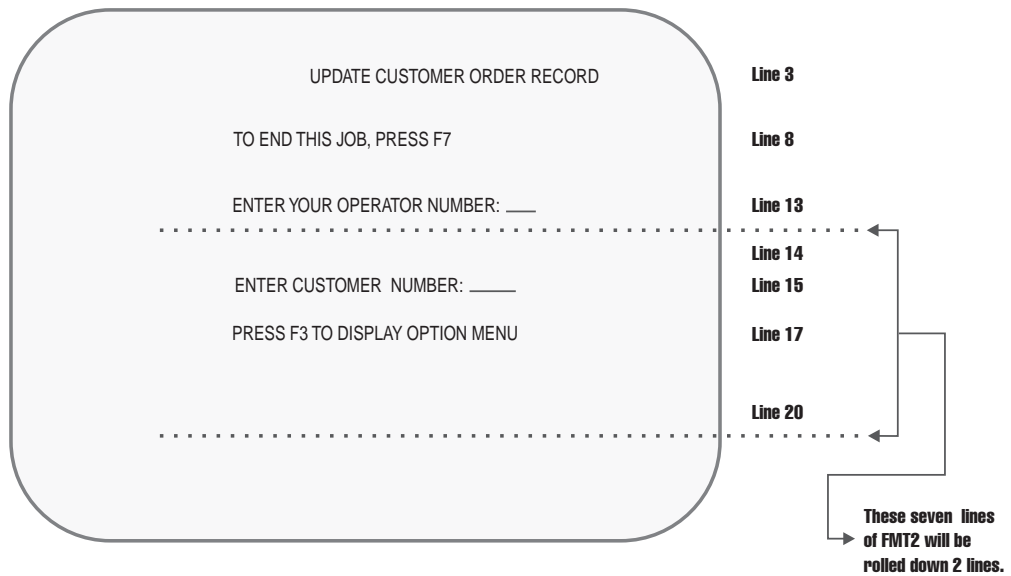 UPDATE CUSTOMER ORDER RECORD Line 3
TO END THIS JOB, PRESS F7 Line 8
ENTER YOUR OPERATOR NUMBER: ___ Line 13
Line 14
ENTER CUSTOMER NUMBER: _____ Line 15
PRESS F3 TO DISPLAY OPTION MENU Line 17
Line 20
These seven lines
of FMT2 will be
rolled down 2 lines.